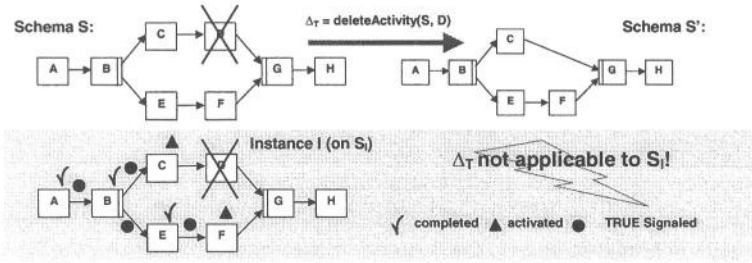 Schema S:
ΔT = deleteActivity(S, D)
Schema S':
C
A
B
G
H
E
F
C
A
B
G
H
E
F
Instance I (on SI)
ΔT not applicable to SI!
C
A
B
G
H
E
F
completed
activated
TRUE Signaled